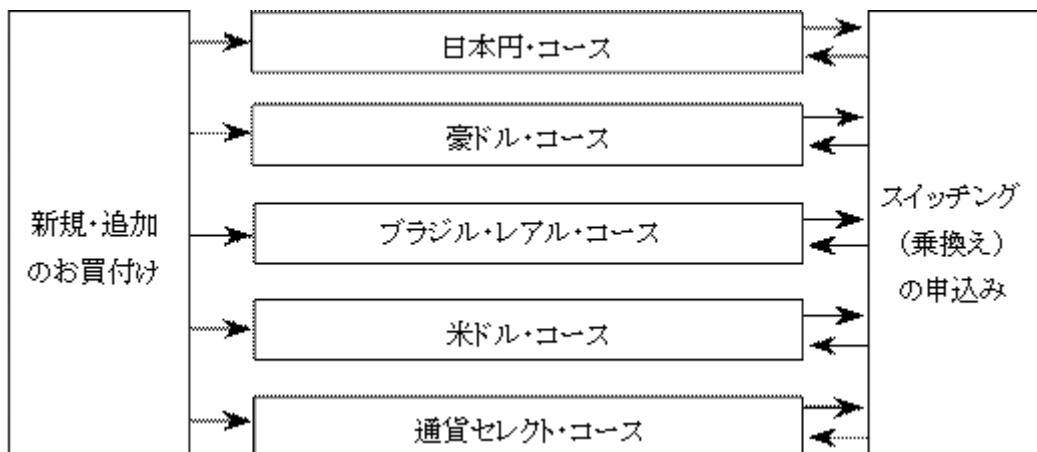 新規・追加
のお買付け
日本円・コース
豪ドル・コース
ブラジル・レアル・コース
米ドル・コース
通貨セレクト・コース
スイッチング
（乗換え）
の申込み